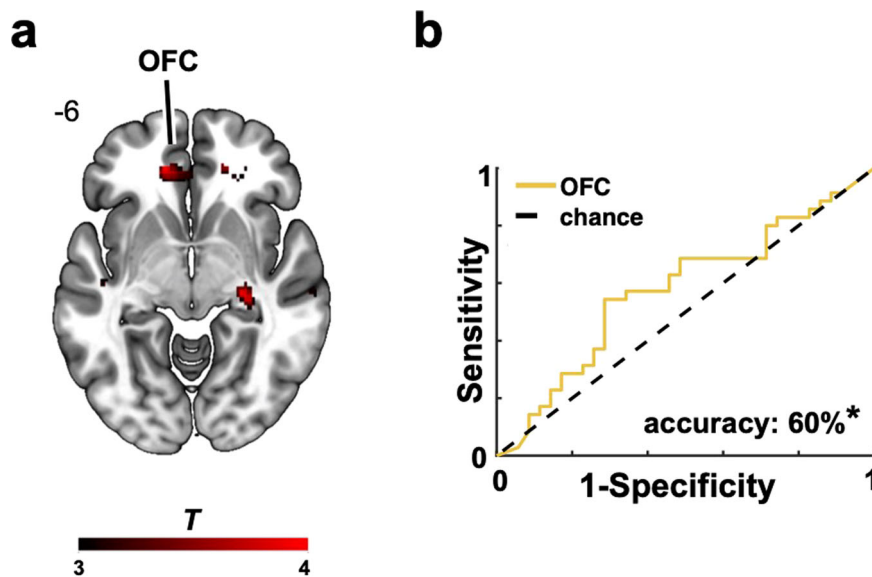 a
OFC
-6
T
3 4
b
1
OFC
chance
Sensitivity
accuracy: 60%*
0
0 1
1-Specificity